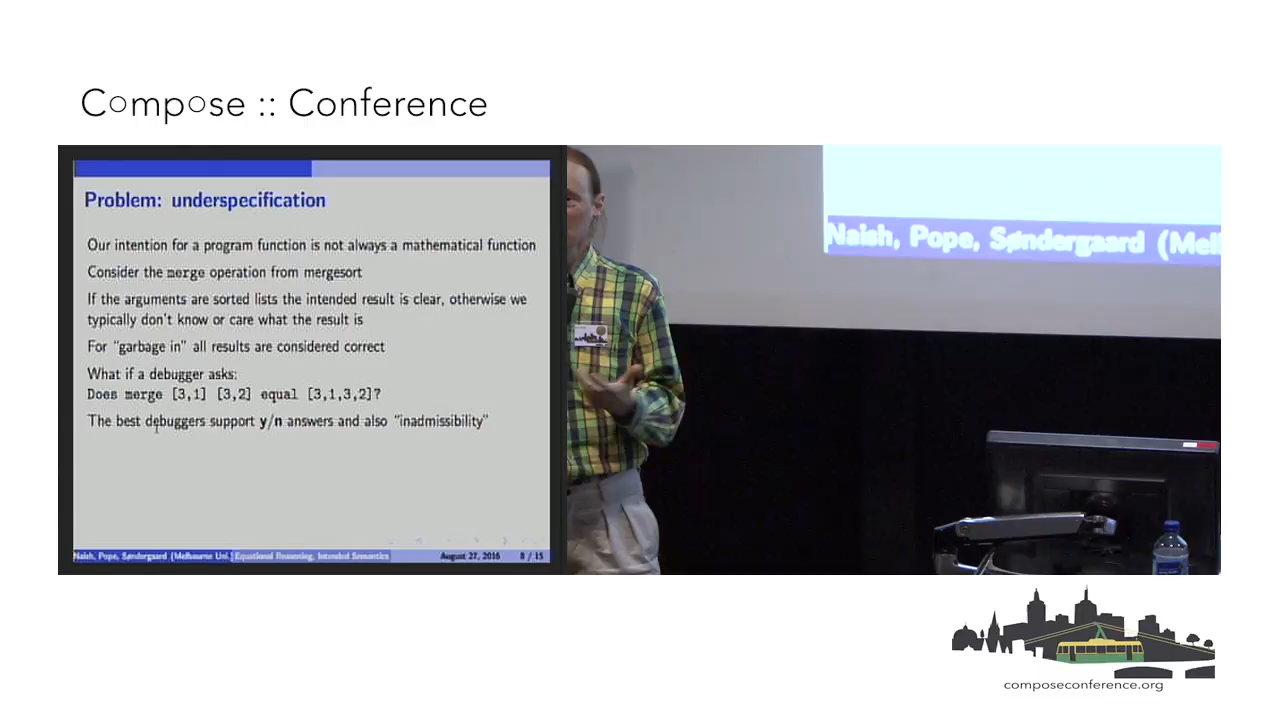 Compose :: Conference
Problem: underspecification
Our intention for a program function is not always a mathematical function
Consider the merge operation from mergesort
If the arguments are sorted lists the intended result is clear, otherwise we
typically don't know or care what the result is
For "garbage in" all results are considered correct
What if a debugger asks:
Does merge [3,1] [3,2] equal [3,1,3,2]?
The best debuggers support y/n answers and also "inadmissibility"
Naish, Pope, Søndergaard (Melbourne Uni.) Equational Reasoning, Intended Semantics August 27, 2016 8 / 15
Naish, Pope, Søndergaard (Mel
composeconference.org